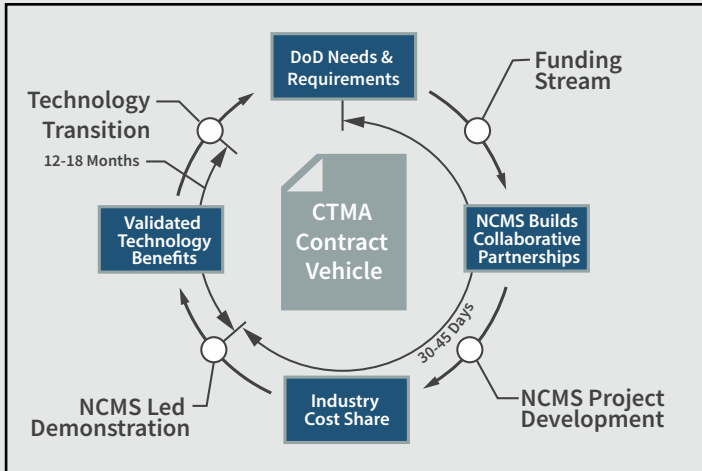 DoD Needs &
Requirements
Funding
Stream
Technology
Transition
12-18 Months
CTMA
Contract
Vehicle
Validated
Technology
Benefits
NCMS Builds
Collaborative
Partnerships
30-45 Days
NCMS Led
Demonstration
Industry
Cost Share
NCMS Project
Development